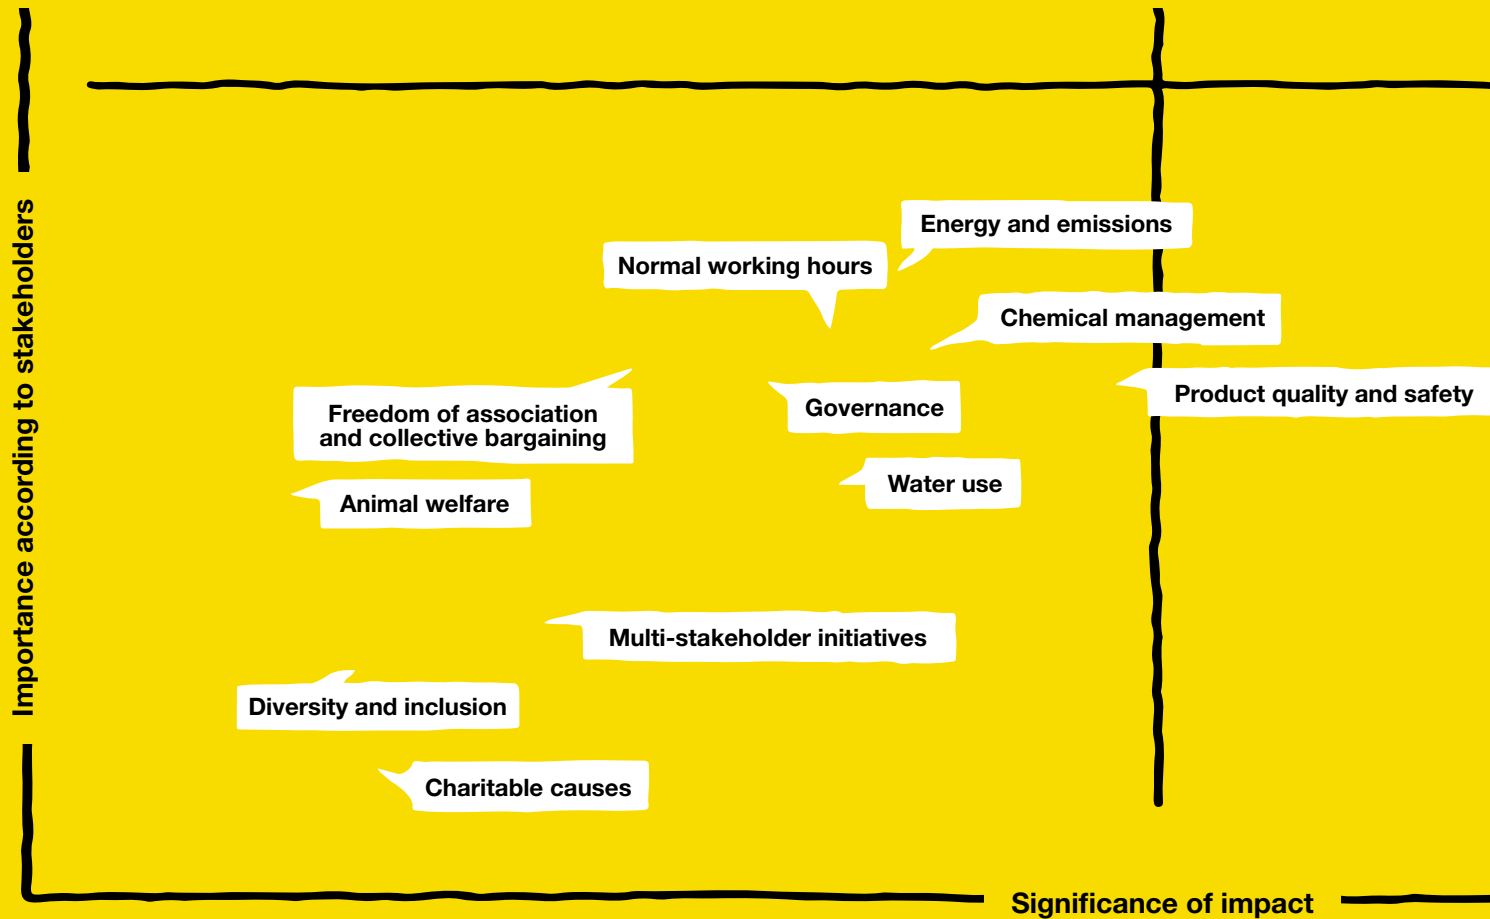 Importance according to stakeholders
Energy and emissions
Normal working hours
Chemical management
Product quality and safety
Freedom of association
and collective bargaining
Governance
Water use
Animal welfare
Multi-stakeholder initiatives
Diversity and inclusion
Charitable causes
Significance of impact